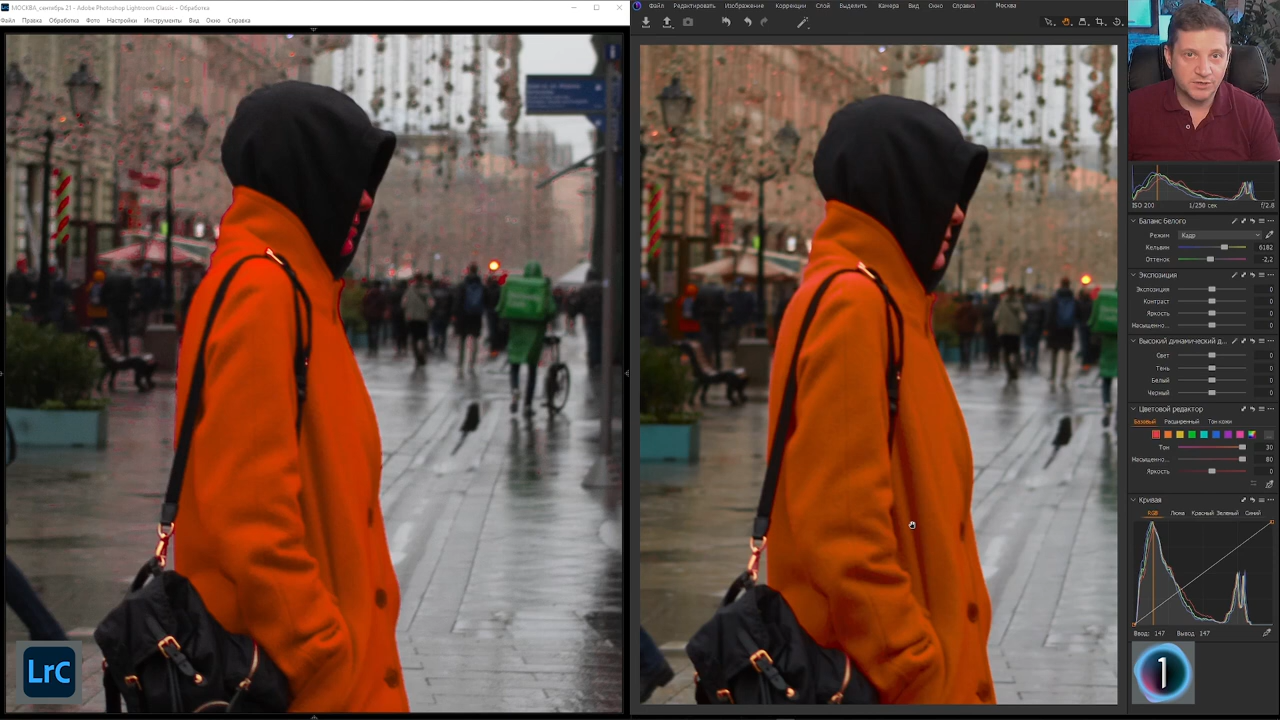 МОСКВА_сентябрь 21 - Adobe Photoshop Lightroom Classic - Обработка
Файл Правка Обработка Фото Настройки Инструменты Вид Окно Справка
LrC
Файл Редактировать Изображение Коррекции Слой Выделить Камера Вид Окно Справка Москва
ISO 200 1/250 сек f/2.8
Баланс белого
Режим Кадр
Кельвин 6182
Оттенок -2,2
Экспозиция
Экспозиция 0
Контраст 0
Яркость 0
Насыщенно... 0
Высокий динамический д...
Свет 0
Тень 0
Белый 0
Черный 0
Цветовой редактор
Базовый Расширенный Тон кожи
Тон 30
Насыщенно... 80
Яркость 0
Кривая
RGB Люма Красный Зеленый Синий
Ввод: 147 Вывод 147
1